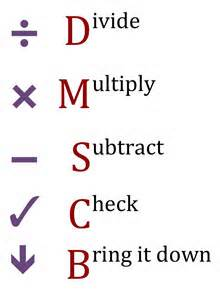 ÷ Divide
× Multiply
− Subtract
✓ Check
↓ Bring it down